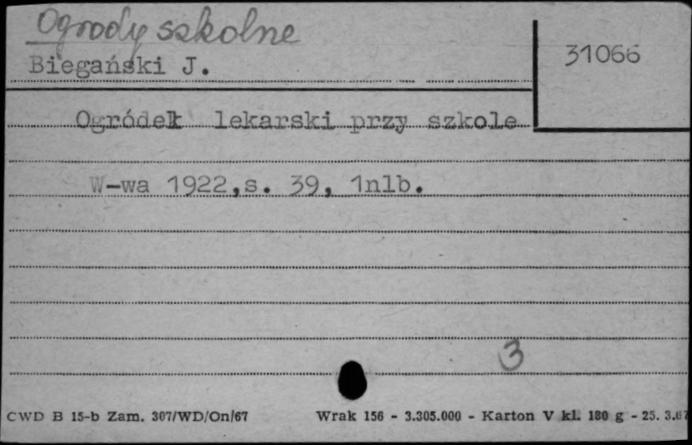 Ogrody szkolne
31066
Biegański J.
Ogródek lekarski przy szkole
W-wa 1922,s. 39, 1nlb.
3
CWD B 15-b Zam. 307/WD/On/67 Wrak 156 - 3.305.000 - Karton V kl. 180 g - 25. 3.67